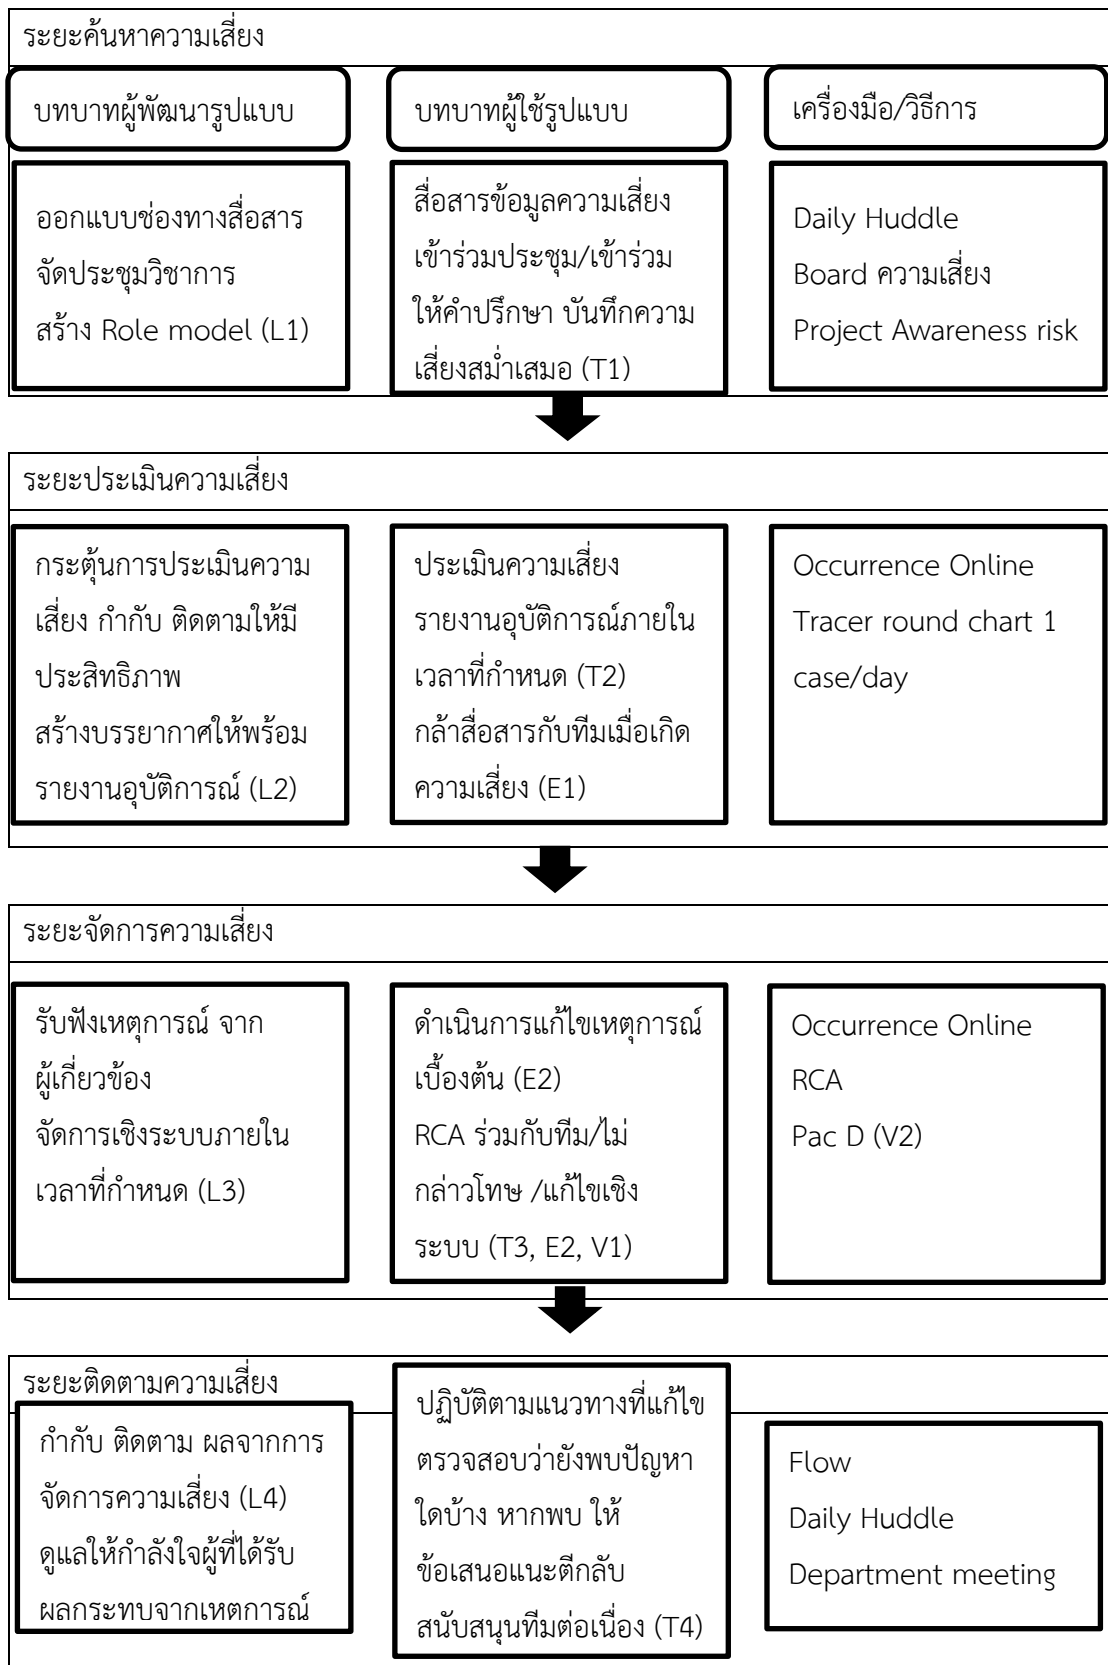 ระยะค้นหาความเสี่ยง
บทบาทผู้พัฒนารูปแบบ
บทบาทผู้ใช้รูปแบบ
เครื่องมือ/วิธีการ
ออกแบบช่องทางสื่อสาร
จัดประชุมวิชาการ
สร้าง Role model (L1)
สื่อสารข้อมูลความเสี่ยง
เข้าร่วมประชุม/เข้าร่วม
ให้คำปรึกษา บันทึกความ
เสี่ยงสม่ำเสมอ (T1)
Daily Huddle
Board ความเสี่ยง
Project Awareness risk
ระยะประเมินความเสี่ยง
กระตุ้นการประเมินความ
เสี่ยง กำกับ ติดตามให้มี
ประสิทธิภาพ
สร้างบรรยากาศให้พร้อม
รายงานอุบัติการณ์ (L2)
ประเมินความเสี่ยง
รายงานอุบัติการณ์ภายใน
เวลาที่กำหนด (T2)
กล้าสื่อสารกับทีมเมื่อเกิด
ความเสี่ยง (E1)
Occurrence Online
Tracer round chart 1
case/day
ระยะจัดการความเสี่ยง
รับฟังเหตุการณ์ จาก
ผู้เกี่ยวข้อง
จัดการเชิงระบบภายใน
เวลาที่กำหนด (L3)
ดำเนินการแก้ไขเหตุการณ์
เบื้องต้น (E2)
RCA ร่วมกับทีม/ไม่
กล่าวโทษ /แก้ไขเชิง
ระบบ (T3, E2, V1)
Occurrence Online
RCA
Pac D (V2)
ระยะติดตามความเสี่ยง
กำกับ ติดตาม ผลจากการ
จัดการความเสี่ยง (L4)
ดูแลให้กำลังใจผู้ที่ได้รับ
ผลกระทบจากเหตุการณ์
ปฏิบัติตามแนวทางที่แก้ไข
ตรวจสอบว่ายังพบปัญหา
ใดบ้าง หากพบ ให้
ข้อเสนอแนะตีกลับ
สนับสนุนทีมต่อเนื่อง (T4)
Flow
Daily Huddle
Department meeting